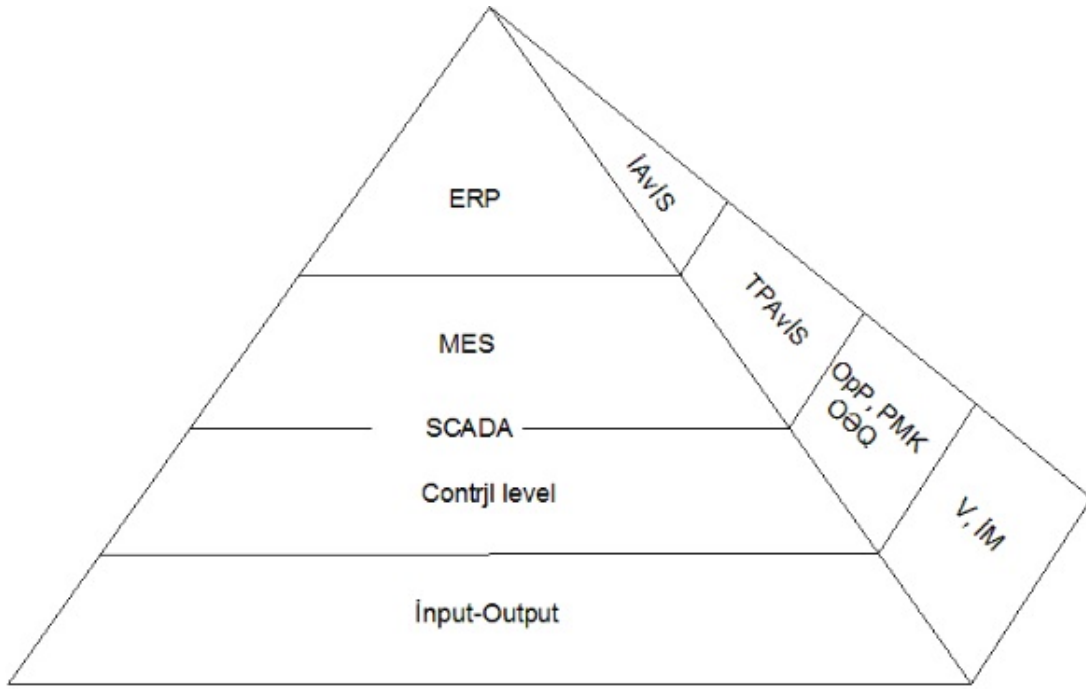 ERP
İAvİS
MES
TPAvİS
SCADA
OpP, PMK
OƏQ
Contrjl level
V, İM
İnput-Output